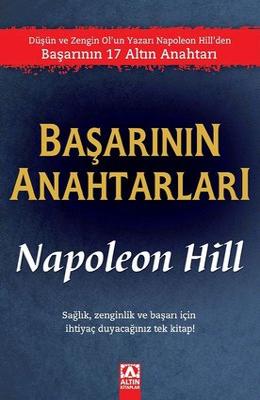 Düşün ve Zengin Ol'un Yazarı Napoleon Hill'den
Başarının 17 Altın Anahtarı
BAŞARININ
ANAHTARLARI
Napoleon Hill
Sağlık, zenginlik ve başarı için
ihtiyaç duyacağınız tek kitap!
ALTIN
KİTAPLAR